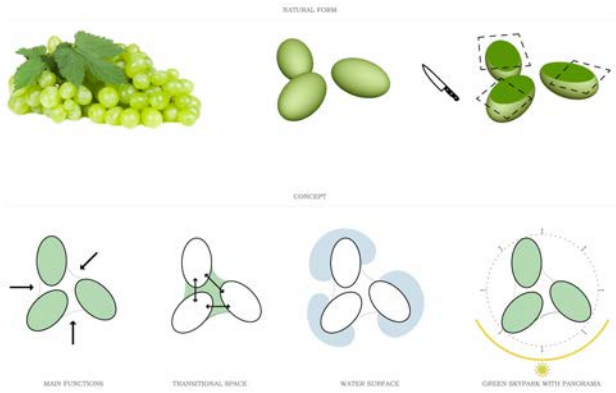 NATURAL FORM
CONCEPT
MAIN FUNCTIONS
TRANSITIONAL SPACE
WATER SURFACE
GREEN SKYPARK WITH PANORAMA